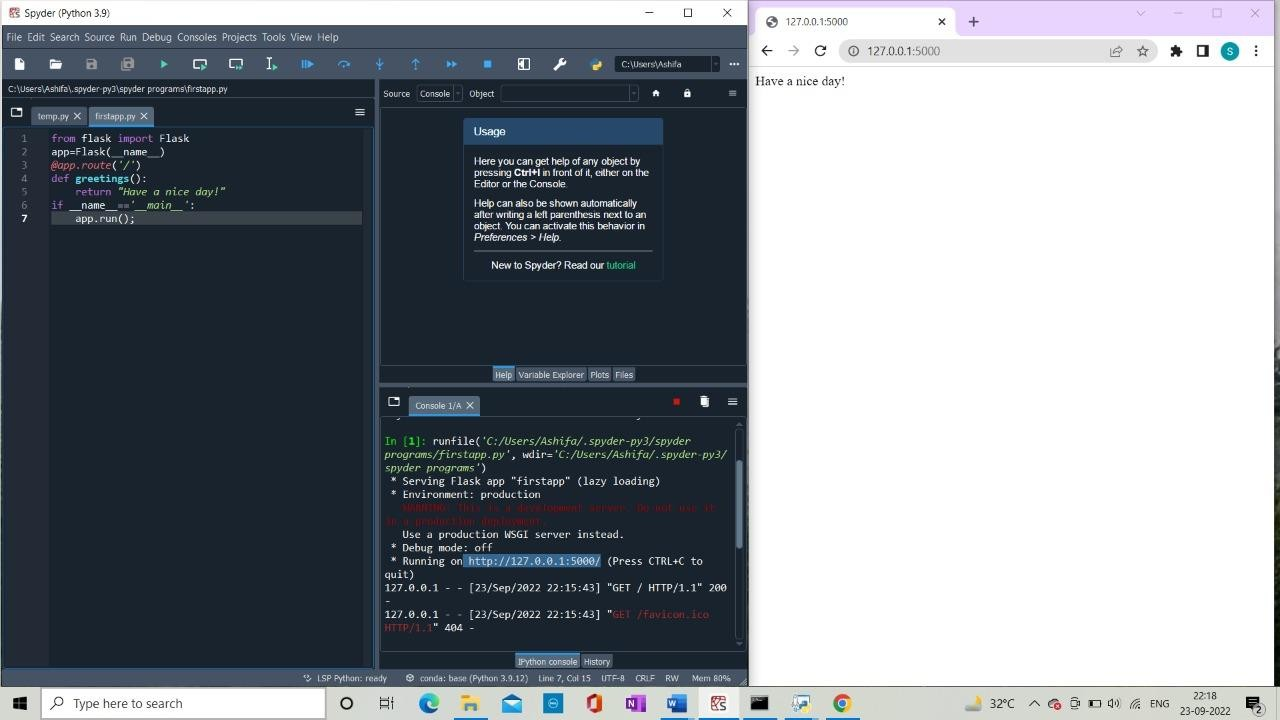 Spyder (Python 3.9)
File Edit Search Source Run Debug Consoles Projects Tools View Help
C:\Users\Ashifa
C:\Users\Ashifa\.spyder-py3\spyder programs\firstapp.py
temp.py
firstapp.py
1 from flask import Flask
2 app=Flask(__name__)
3 @app.route('/')
4 def greetings():
5 return "Have a nice day!"
6 if __name__=='__main__':
7 app.run();
Source Console Object
Usage
Here you can get help of any object by
pressing Ctrl+I in front of it, either on the
Editor or the Console.
Help can also be shown automatically
after writing a left parenthesis next to an
object. You can activate this behavior in
Preferences > Help.
New to Spyder? Read our tutorial
Help Variable Explorer Plots Files
Console 1/A
In [1]: runfile('C:/Users/Ashifa/.spyder-py3/spyder
programs/firstapp.py', wdir='C:/Users/Ashifa/.spyder-py3/
spyder programs')
* Serving Flask app "firstapp" (lazy loading)
* Environment: production
WARNING: This is a development server. Do not use it
in a production deployment.
Use a production WSGI server instead.
* Debug mode: off
* Running on http://127.0.0.1:5000/ (Press CTRL+C to
quit)
127.0.0.1 - - [23/Sep/2022 22:15:43] "GET / HTTP/1.1" 200
-
127.0.0.1 - - [23/Sep/2022 22:15:43] "GET /favicon.ico
HTTP/1.1" 404 -
IPython console History
LSP Python: ready conda: base (Python 3.9.12) Line 7, Col 15 UTF-8 CRLF RW Mem 80%
127.0.0.1:5000
127.0.0.1:5000
S
Have a nice day!
Type here to search
32°C
ENG
22:18
23-09-2022
2